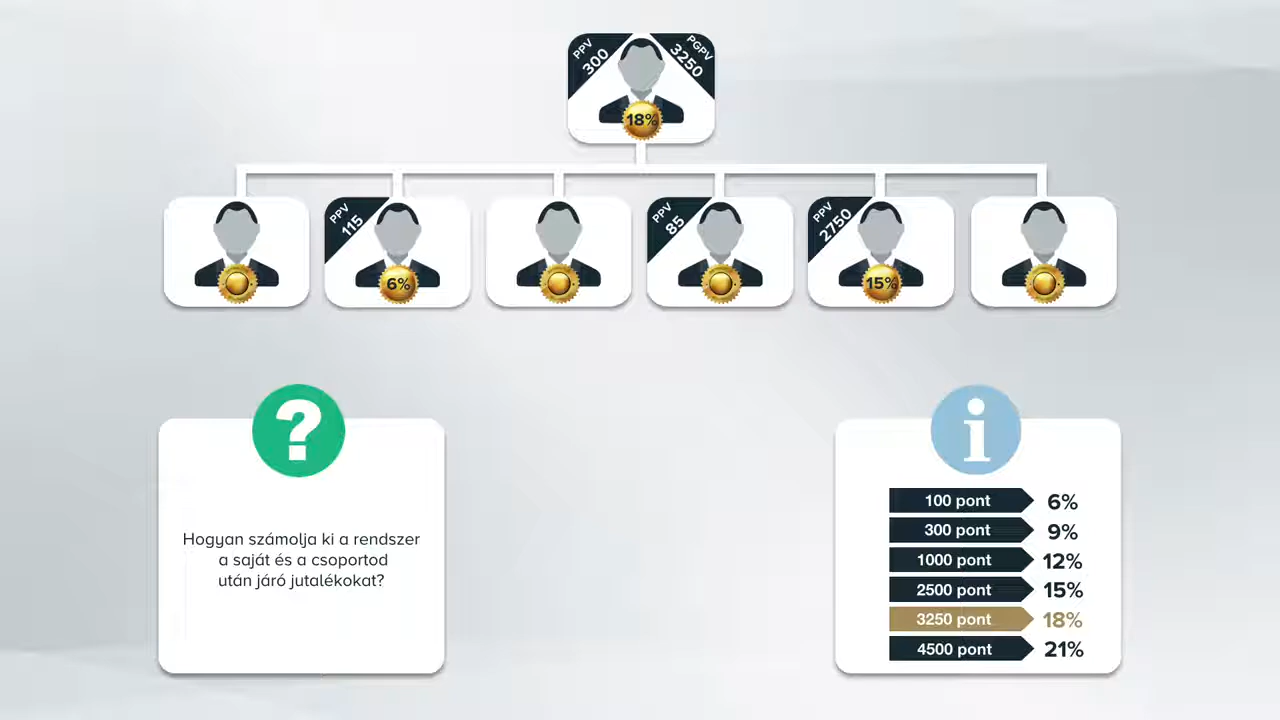 PPV
300
PGPV
3250
18%
PPV
115
6%
PPV
85
PPV
2750
15%
?
Hogyan számolja ki a rendszer
a saját és a csoportod
után járó jutalékokat?
i
100 pont 6%
300 pont 9%
1000 pont 12%
2500 pont 15%
3250 pont 18%
4500 pont 21%